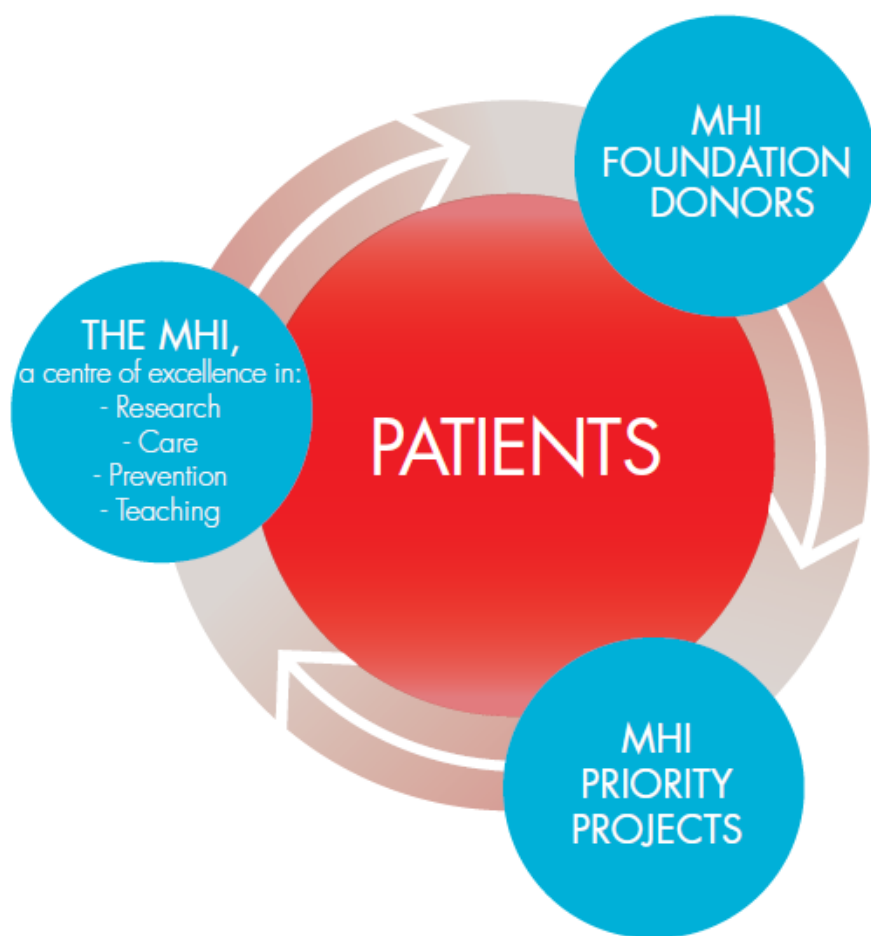 MHI
FOUNDATION
DONORS
THE MHI,
a centre of excellence in:
- Research
- Care
- Prevention
- Teaching
PATIENTS
MHI
PRIORITY
PROJECTS